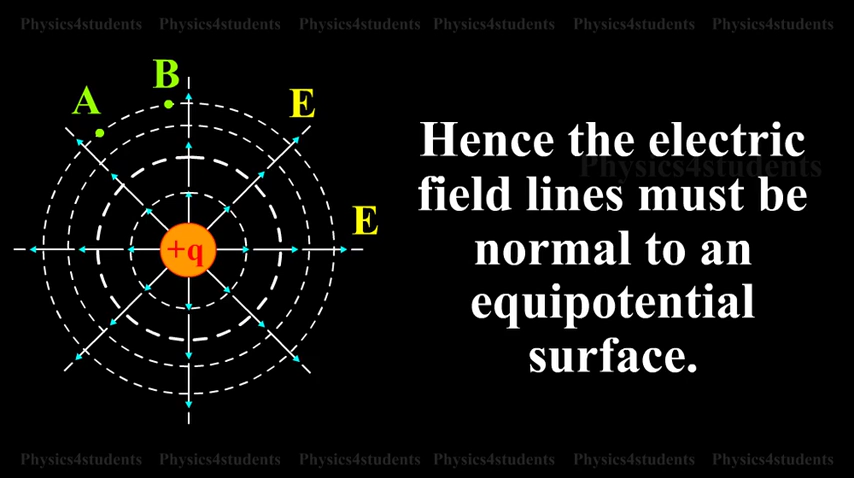 Physics4students Physics4students Physics4students Physics4students Physics4students Physics4students
B
A
E
E
+q
Hence the electric
Physics4students
field lines must be
normal to an
equipotential
surface.
Physics4students Physics4students Physics4students Physics4students Physics4students Physics4students